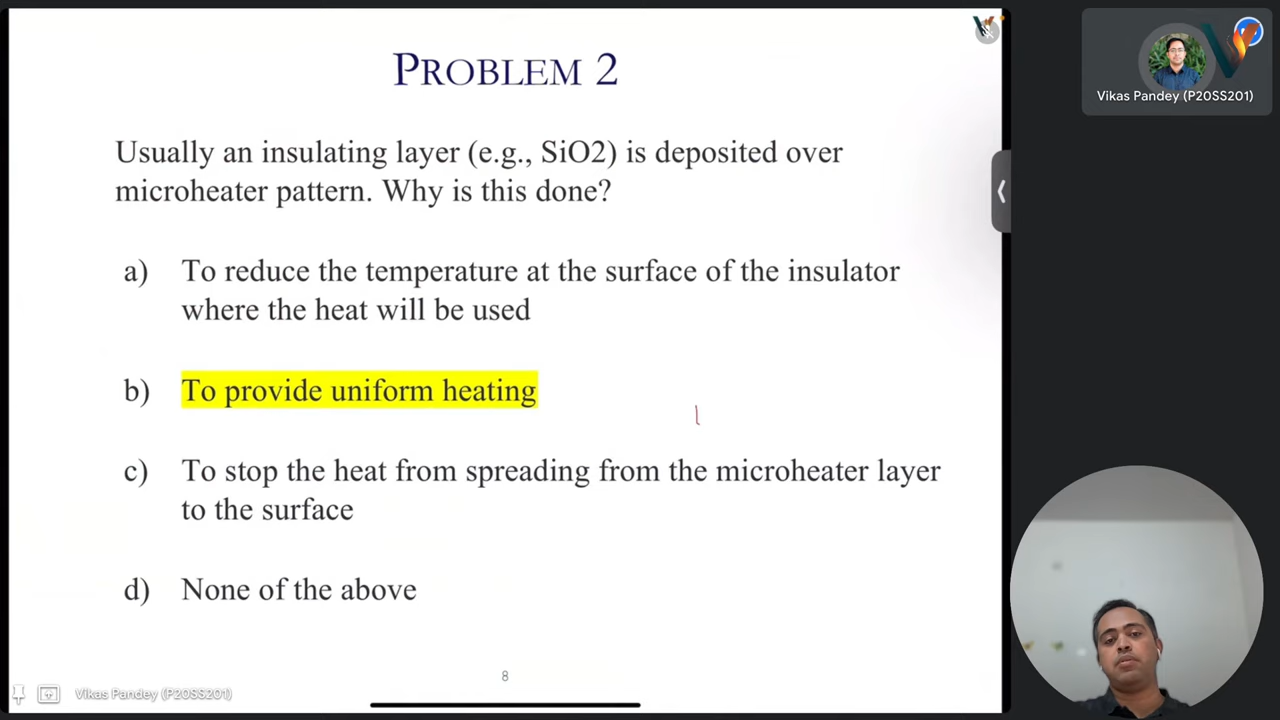 PROBLEM 2
Usually an insulating layer (e.g., SiO2) is deposited over
microheater pattern. Why is this done?
a) To reduce the temperature at the surface of the insulator
where the heat will be used
b) To provide uniform heating
c) To stop the heat from spreading from the microheater layer
to the surface
d) None of the above
8
Vikas Pandey (P20SS201)
Vikas Pandey (P20SS201)